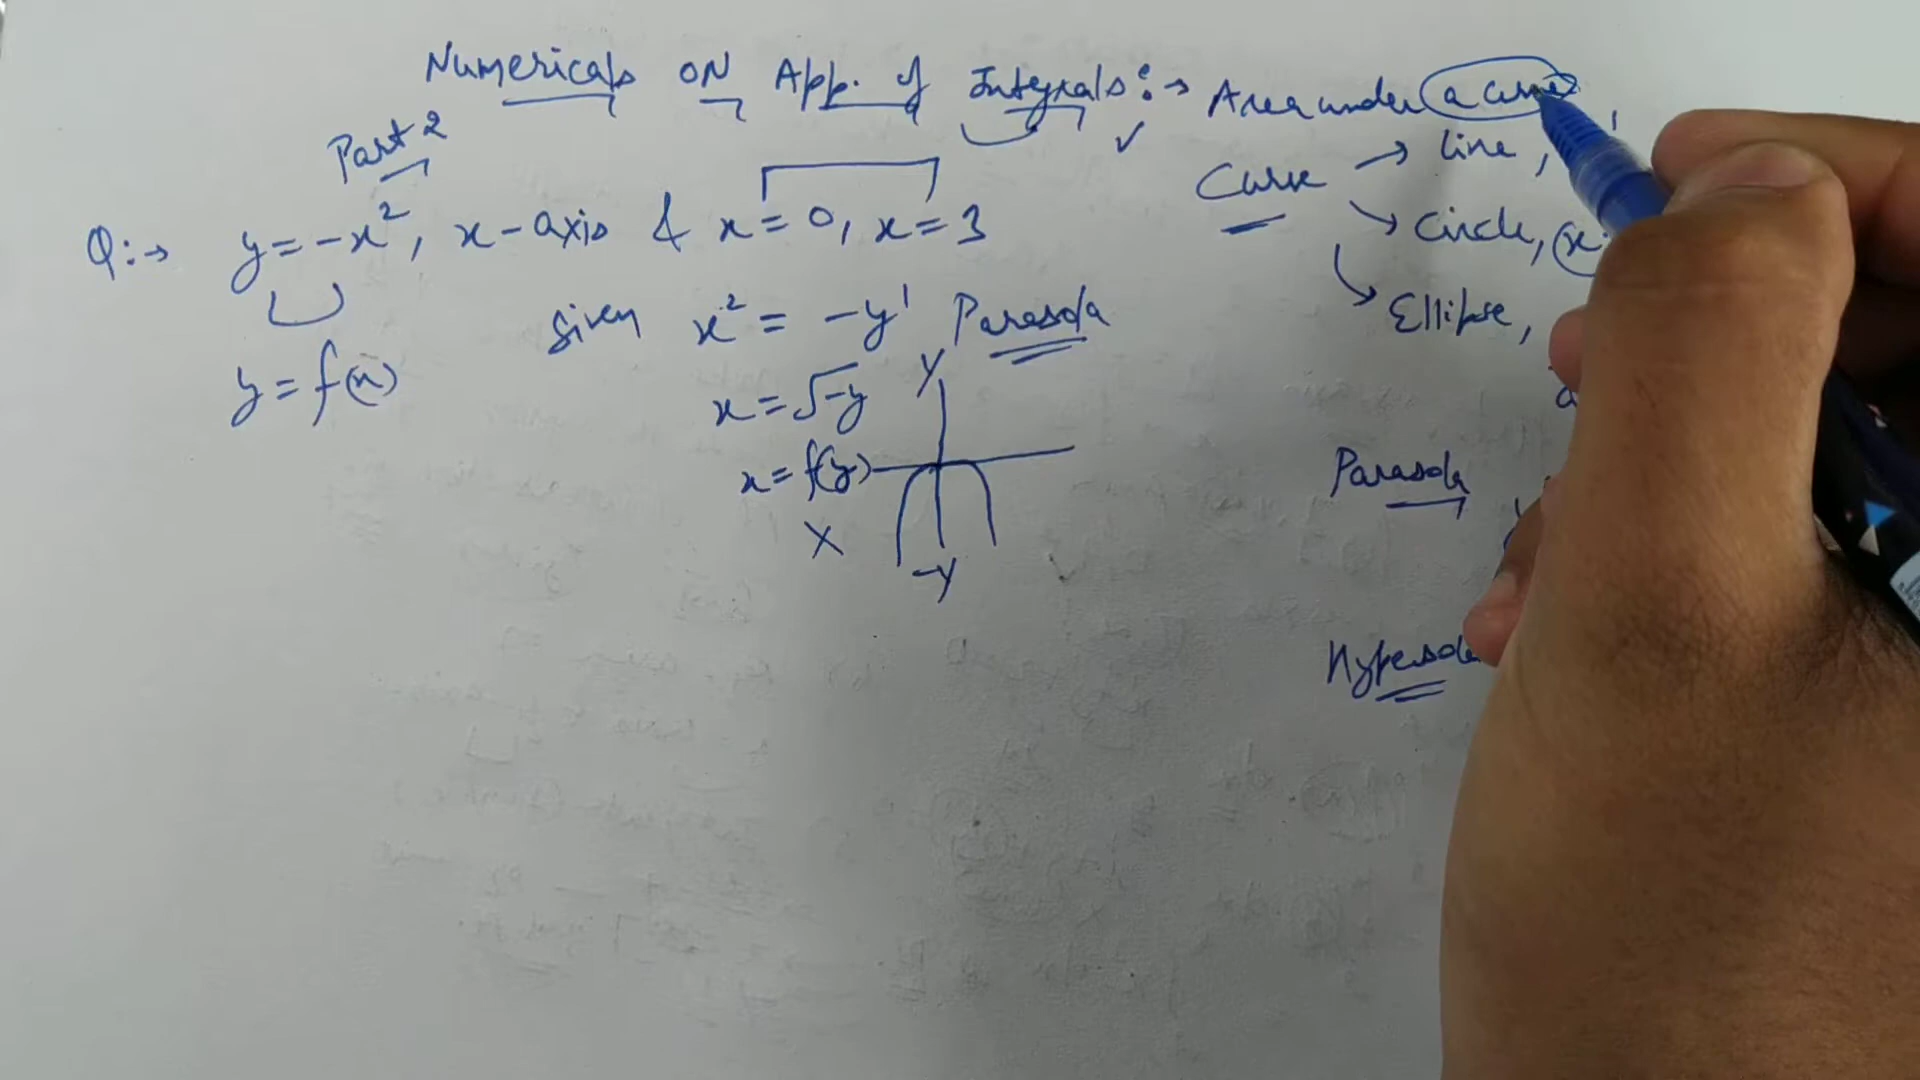 Numericals ON App. of Integrals :→ Area under a curve
Part 2
Q:→ y = -x², x-axis & x = 0, x = 3
y = f(x)
Given x² = -y' Parabola
x = √-y
x = f(y)
X
Y
-Y
Curve → line,
→ Circle, x
→ Ellipse,
a
Parabola
Hyperbola